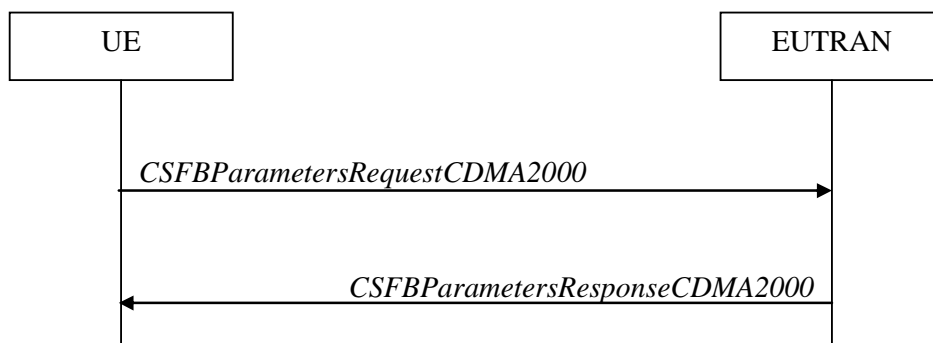 UE
EUTRAN
CSFBParametersRequestCDMA2000
CSFBParametersResponseCDMA2000